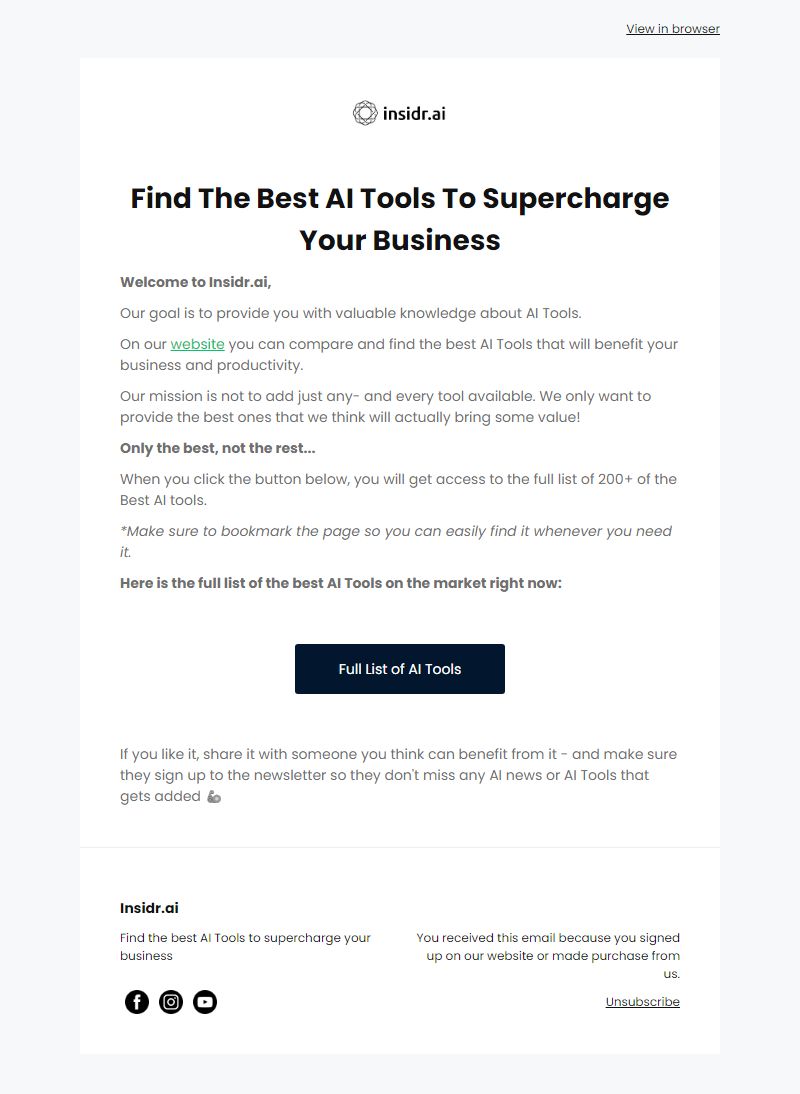 View in browser
insidr.ai
Find The Best AI Tools To Supercharge
Your Business
Welcome to Insidr.ai,
Our goal is to provide you with valuable knowledge about AI Tools.
On our website you can compare and find the best AI Tools that will benefit your
business and productivity.
Our mission is not to add just any- and every tool available. We only want to
provide the best ones that we think will actually bring some value!
Only the best, not the rest...
When you click the button below, you will get access to the full list of 200+ of the
Best AI tools.
*Make sure to bookmark the page so you can easily find it whenever you need
it.
Here is the full list of the best AI Tools on the market right now:
Full List of AI Tools
If you like it, share it with someone you think can benefit from it - and make sure
they sign up to the newsletter so they don't miss any AI news or AI Tools that
gets added 🦾
Insidr.ai
Find the best AI Tools to supercharge your
business
You received this email because you signed
up on our website or made purchase from
us.
Unsubscribe